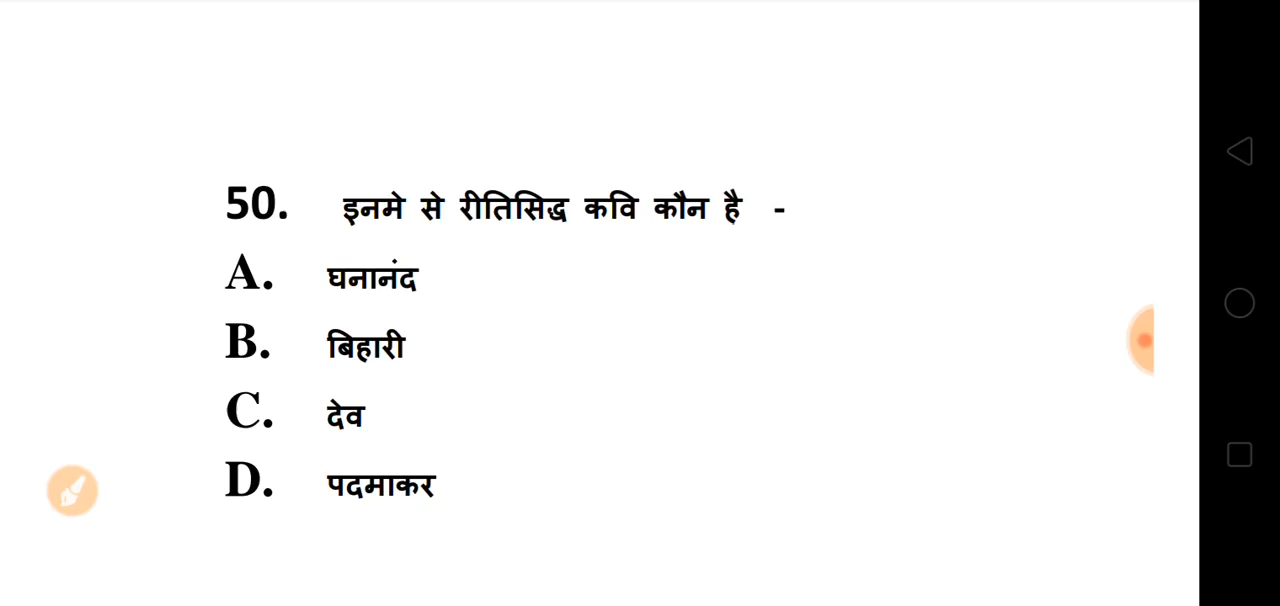 50. इनमे से रीतिसिद्ध कवि कौन है -
A. घनानंद
B. बिहारी
C. देव
D. पदमाकर